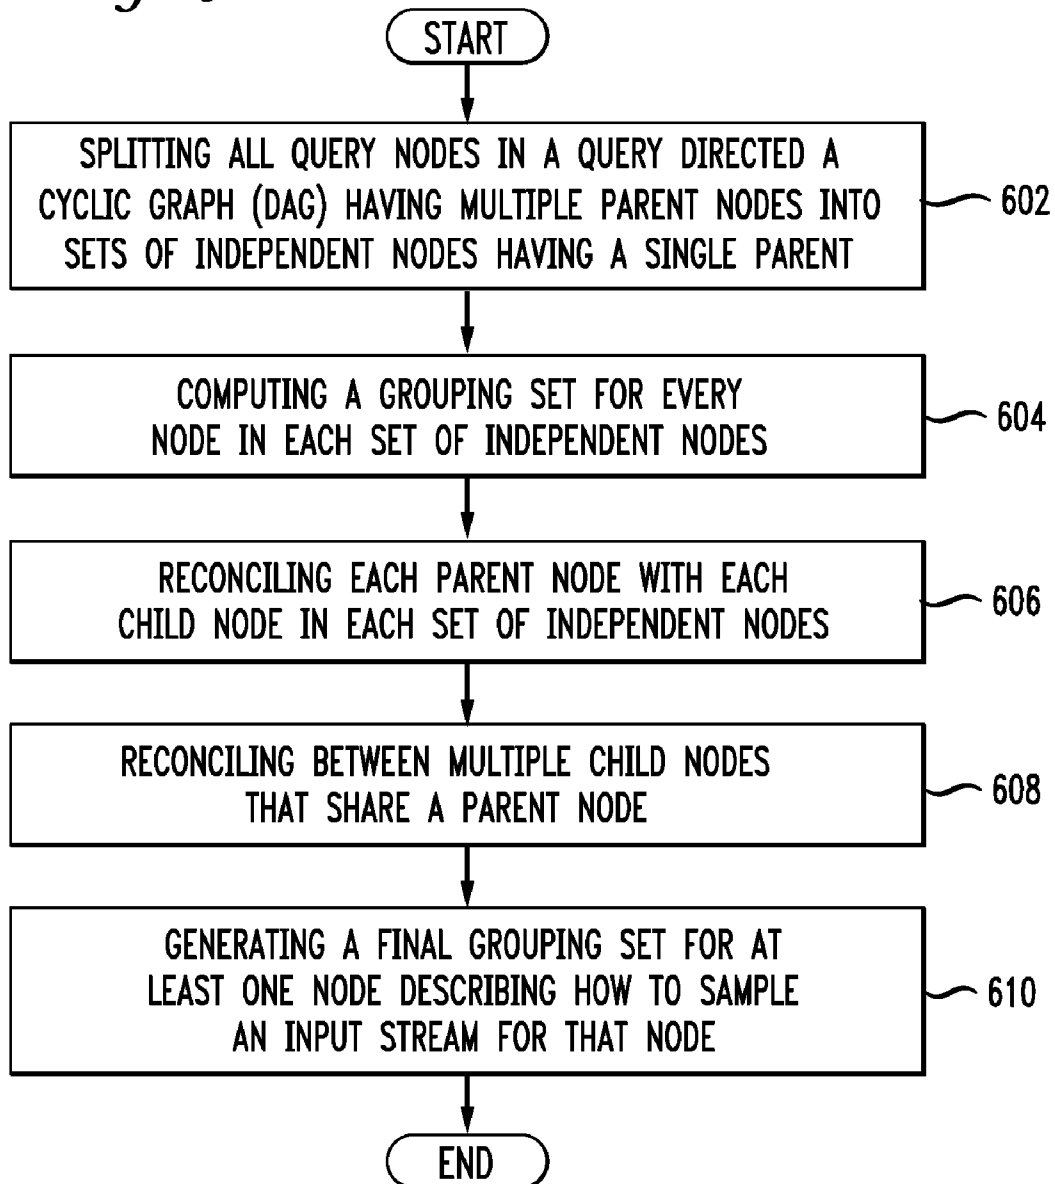 START
SPLITTING ALL QUERY NODES IN A QUERY DIRECTED A
CYCLIC GRAPH (DAG) HAVING MULTIPLE PARENT NODES INTO
SETS OF INDEPENDENT NODES HAVING A SINGLE PARENT
602
COMPUTING A GROUPING SET FOR EVERY
NODE IN EACH SET OF INDEPENDENT NODES
604
RECONCILING EACH PARENT NODE WITH EACH
CHILD NODE IN EACH SET OF INDEPENDENT NODES
606
RECONCILING BETWEEN MULTIPLE CHILD NODES
THAT SHARE A PARENT NODE
608
GENERATING A FINAL GROUPING SET FOR AT
LEAST ONE NODE DESCRIBING HOW TO SAMPLE
AN INPUT STREAM FOR THAT NODE
610
END